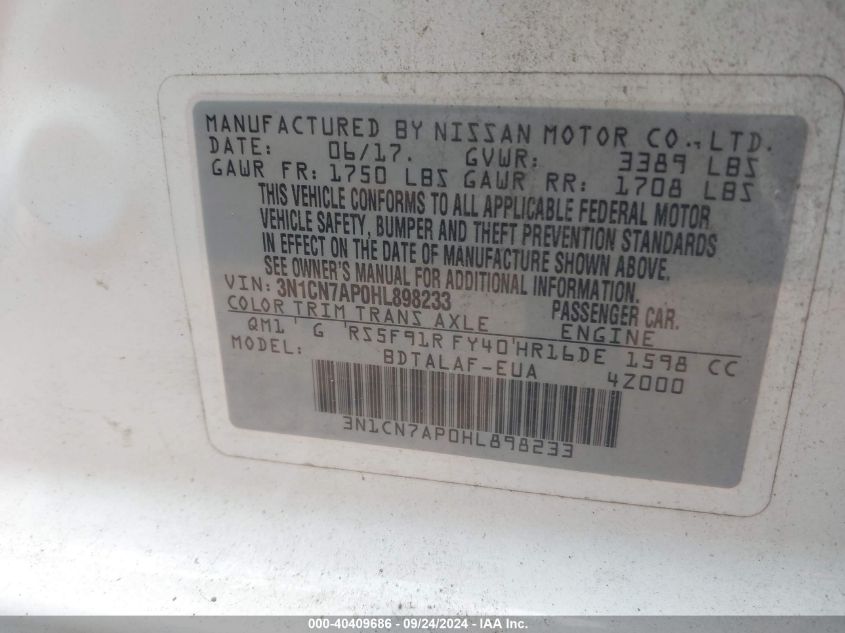 MANUFACTURED BY NISSAN MOTOR CO., LTD.
DATE: 06/17. GVWR: 3389 LBS
GAWR FR: 1750 LBS GAWR RR: 1708 LBS
THIS VEHICLE CONFORMS TO ALL APPLICABLE FEDERAL MOTOR
VEHICLE SAFETY, BUMPER AND THEFT PREVENTION STANDARDS
IN EFFECT ON THE DATE OF MANUFACTURE SHOWN ABOVE.
SEE OWNER'S MANUAL FOR ADDITIONAL INFORMATION.
VIN: 3N1CN7AP0HL898233 PASSENGER CAR.
COLOR TRIM TRANS AXLE ENGINE
QM1 ' G 'RS5F91R FY40'HR16DE 1598 CC
MODEL: BDTALAF-EUA 4Z000
3N1CN7AP0HL898233
000-40409686 - 09/24/2024 - IAAI.com